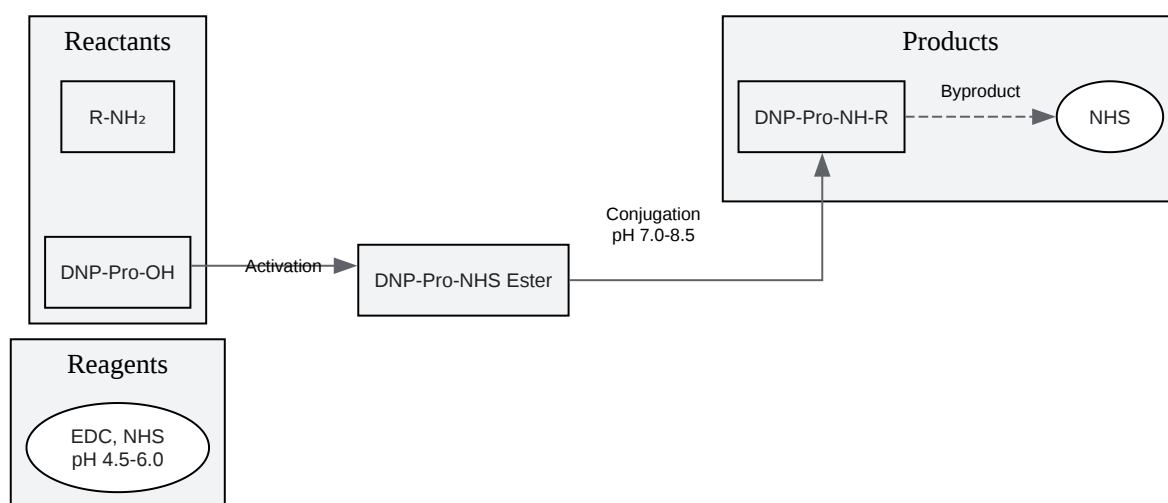 Reactants
Products
R-NH₂
DNP-Pro-NH-R
Byproduct
NHS
Conjugation
pH 7.0-8.5
DNP-Pro-OH
Activation
DNP-Pro-NHS Ester
Reagents
EDC, NHS
pH 4.5-6.0